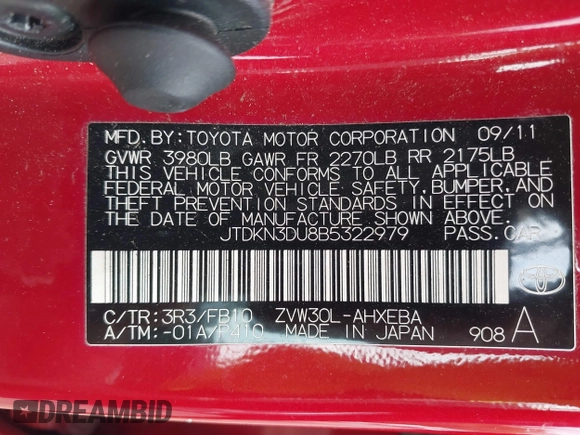 MFD. BY: TOYOTA MOTOR CORPORATION 09/11
GVWR 3980LB GAWR FR 2270LB RR 2175LB
THIS VEHICLE CONFORMS TO ALL APPLICABLE
FEDERAL MOTOR VEHICLE SAFETY, BUMPER, AND
THEFT PREVENTION STANDARDS IN EFFECT ON
THE DATE OF MANUFACTURE SHOWN ABOVE.
JTDKN3DU8B5322979 PASS. CAR
C/TR: 3R3/FB10 ZVW30L-AHXEBA
A/TM: -01A/P410 MADE IN JAPAN 908 A
DREAMBID